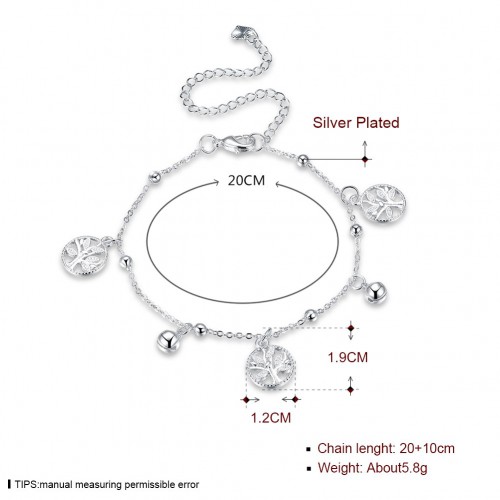 Silver Plated
20CM
1.9CM
1.2CM
• Chain lenght: 20+10cm
• Weight: About5.8g
TIPS:manual measuring permissible error